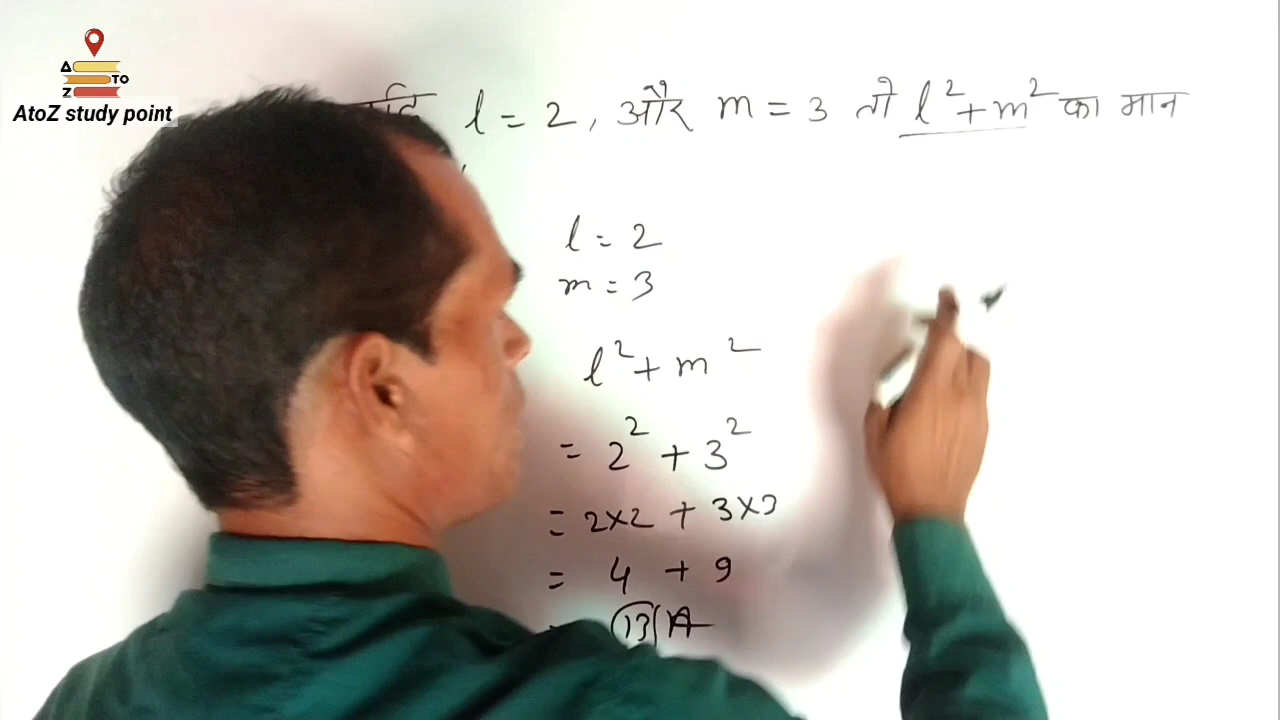 A TO Z
AtoZ study point
l = 2, और m = 3 तो l² + m² का मान
l = 2
m = 3
l² + m²
= 2² + 3²
= 2×2 + 3×3
= 4 + 9
= 13